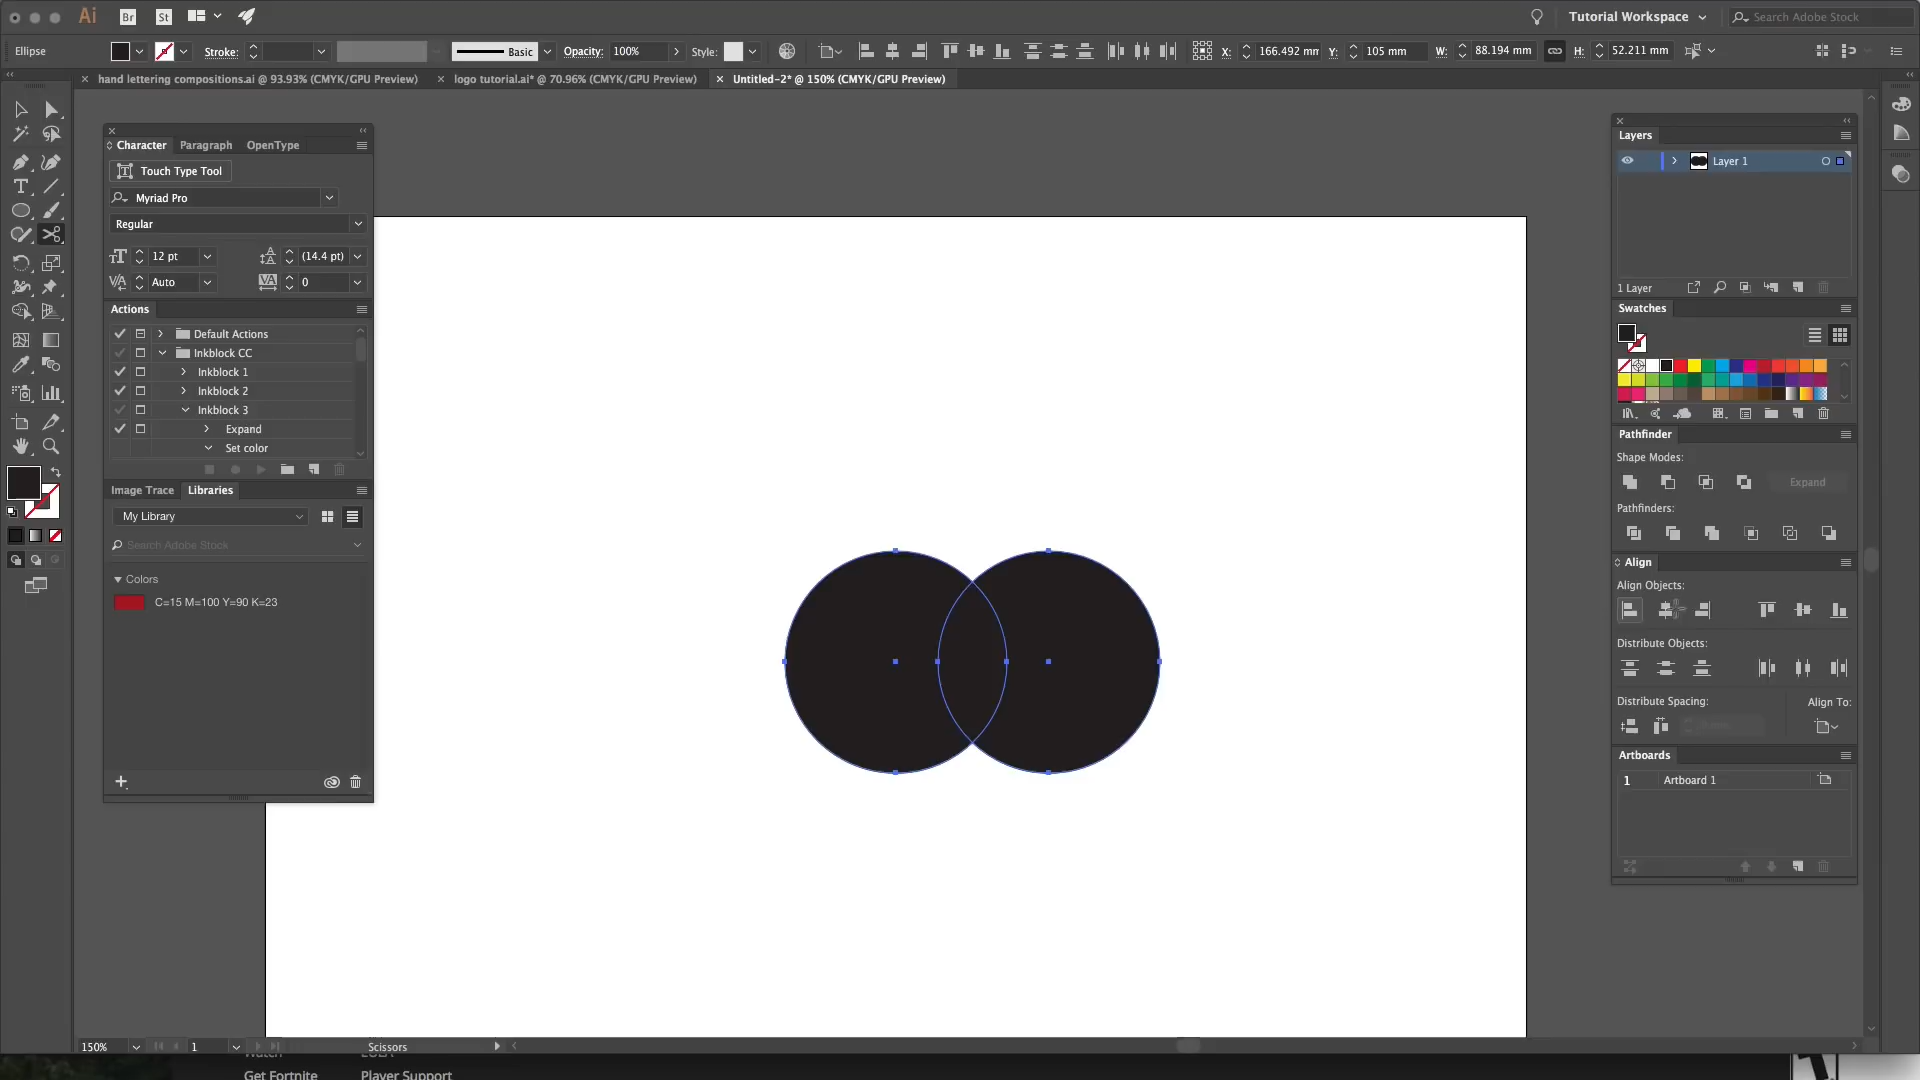 Ai Br St Tutorial Workspace Search Adobe Stock
Ellipse Stroke: Basic Opacity: 100% Style: X: 166.492 mm Y: 105 mm W: 88.194 mm H: 52.211 mm
hand lettering compositions.ai @ 93.93% (CMYK/GPU Preview) logo tutorial.ai* @ 70.96% (CMYK/GPU Preview) Untitled-2* @ 150% (CMYK/GPU Preview)
Character Paragraph OpenType
Touch Type Tool
Myriad Pro
Regular
12 pt (14.4 pt)
Auto 0
Actions
Default Actions
Inkblock CC
Inkblock 1
Inkblock 2
Inkblock 3
Expand
Set color
Image Trace Libraries
My Library
Search Adobe Stock
Colors
C=15 M=100 Y=90 K=23
Layers
Layer 1
1 Layer
Swatches
Pathfinder
Shape Modes:
Expand
Pathfinders:
Align
Align Objects:
Distribute Objects:
Distribute Spacing: Align To:
Artboards
1 Artboard 1
150% 1 Scissors
Get Fortnite Player Support